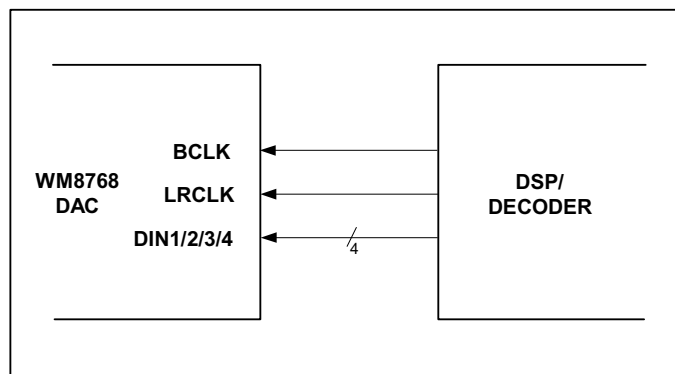 WM8768
DAC
BCLK
LRCLK
DIN1/2/3/4
4
DSP/
DECODER